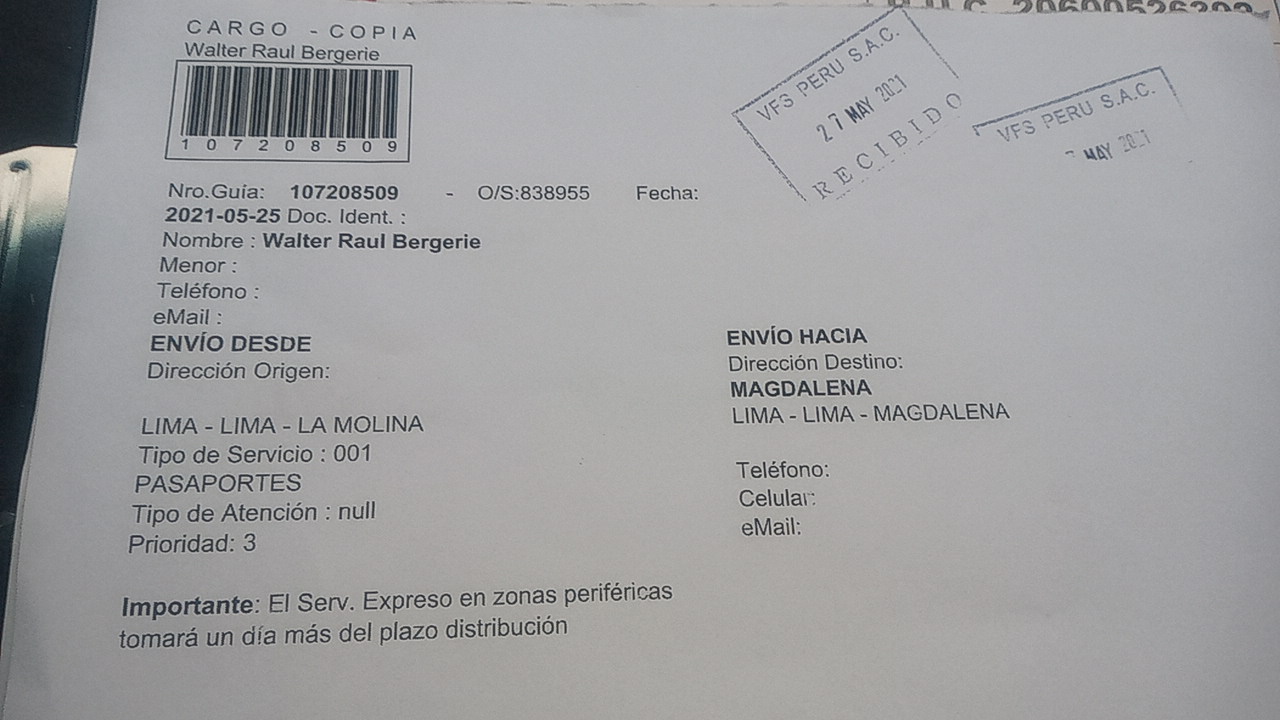 CARGO - COPIA
Walter Raul Bergerie
107208509
Nro.Guia: 107208509 - O/S:838955 Fecha:
2021-05-25 Doc. Ident. :
Nombre : Walter Raul Bergerie
Menor :
Teléfono :
eMail :
ENVÍO DESDE
Dirección Origen:
LIMA - LIMA - LA MOLINA
Tipo de Servicio : 001
PASAPORTES
Tipo de Atención : null
Prioridad: 3
ENVÍO HACIA
Dirección Destino:
MAGDALENA
LIMA - LIMA - MAGDALENA
Teléfono:
Celular:
eMail:
Importante: El Serv. Expreso en zonas periféricas
tomará un día más del plazo distribución
VFS PERU S.A.C.
27 MAY 2021
RECIBIDO
VFS PERU S.A.C.
MAY 2021